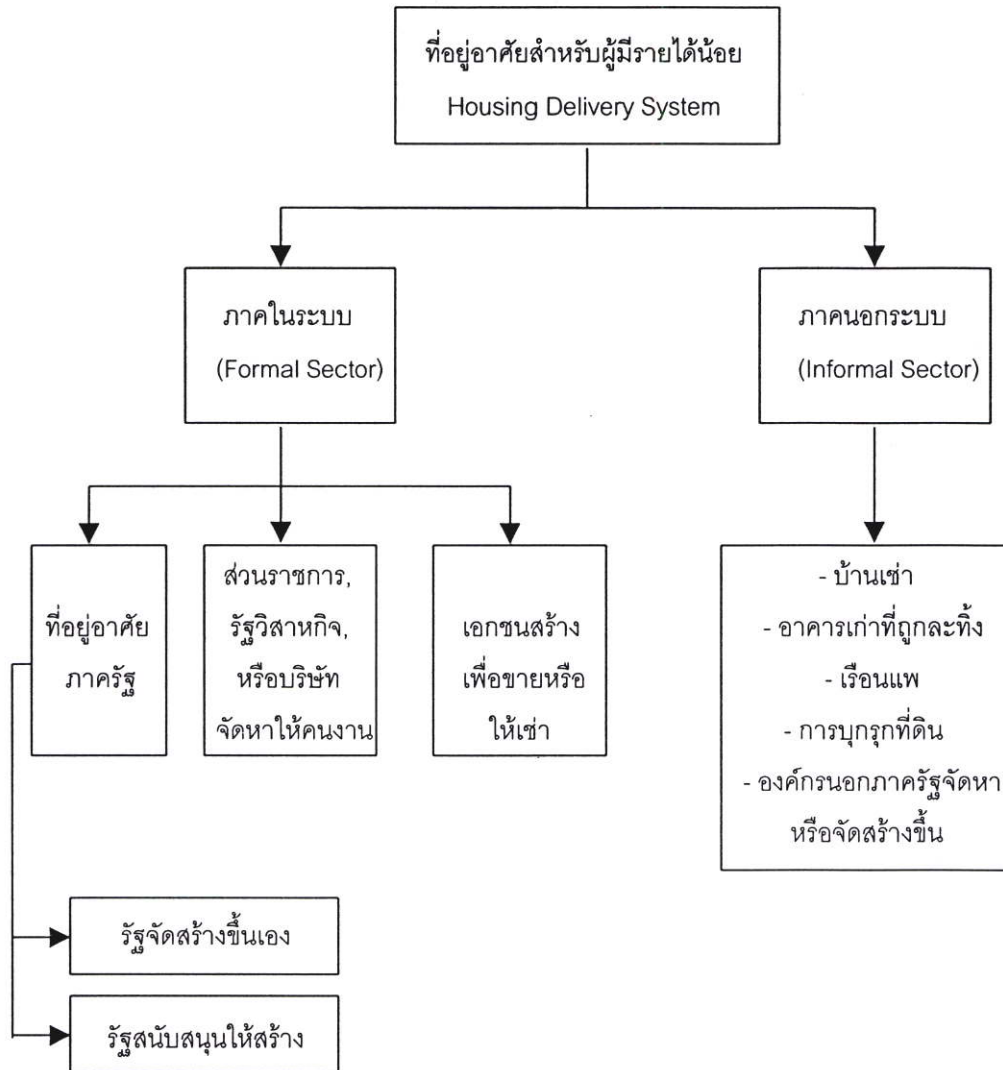 ที่อยู่อาศัยสำหรับผู้มีรายได้น้อย
Housing Delivery System
ภาคในระบบ
(Formal Sector)
ภาคนอกระบบ
(Informal Sector)
ที่อยู่อาศัย
ภาครัฐ
ส่วนราชการ,
รัฐวิสาหกิจ,
หรือบริษัท
จัดหาให้คนงาน
เอกชนสร้าง
เพื่อขายหรือ
ให้เช่า
- บ้านเช่า
- อาคารเก่าที่ถูกละทิ้ง
- เรือนแพ
- การบุกรุกที่ดิน
- องค์กรนอกภาครัฐจัดหา
หรือจัดสร้างขึ้น
รัฐจัดสร้างขึ้นเอง
รัฐสนับสนุนให้สร้าง